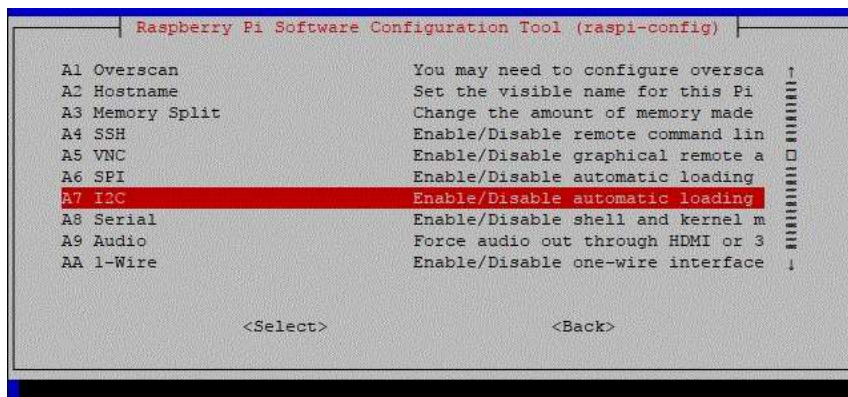 Raspberry Pi Software Configuration Tool (raspi-config)
A1 Overscan You may need to configure oversca
A2 Hostname Set the visible name for this Pi
A3 Memory Split Change the amount of memory made
A4 SSH Enable/Disable remote command lin
A5 VNC Enable/Disable graphical remote a
A6 SPI Enable/Disable automatic loading
A7 I2C Enable/Disable automatic loading
A8 Serial Enable/Disable shell and kernel m
A9 Audio Force audio out through HDMI or 3
AA 1-Wire Enable/Disable one-wire interface
<Select> <Back>